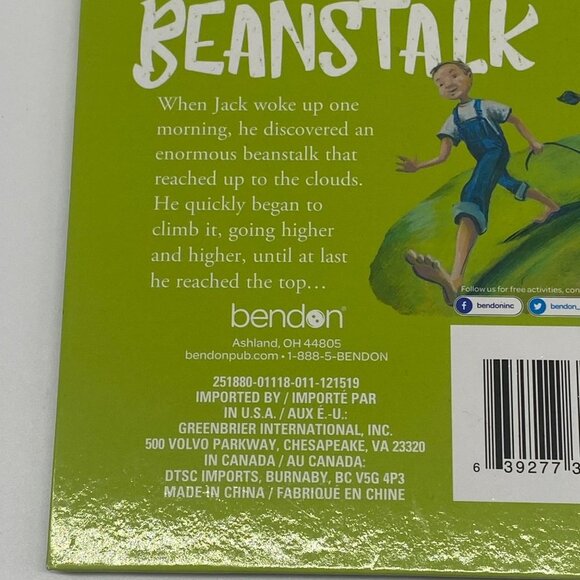 BEANSTALK
When Jack woke up one
morning, he discovered an
enormous beanstalk that
reached up to the clouds.
He quickly began to
climb it, going higher
and higher, until at last
he reached the top...
Follow us for free activities, con
bendoninc
bendon_
bendon
Ashland, OH 44805
bendonpub.com • 1-888-5-BENDON
251880-01118-011-121519
IMPORTED BY / IMPORTÉ PAR
IN U.S.A. / AUX É.-U.:
GREENBRIER INTERNATIONAL, INC.
500 VOLVO PARKWAY, CHESAPEAKE, VA 23320
IN CANADA / AU CANADA:
DTSC IMPORTS, BURNABY, BC V5G 4P3
MADE IN CHINA / FABRIQUÉ EN CHINE
6 39277 3